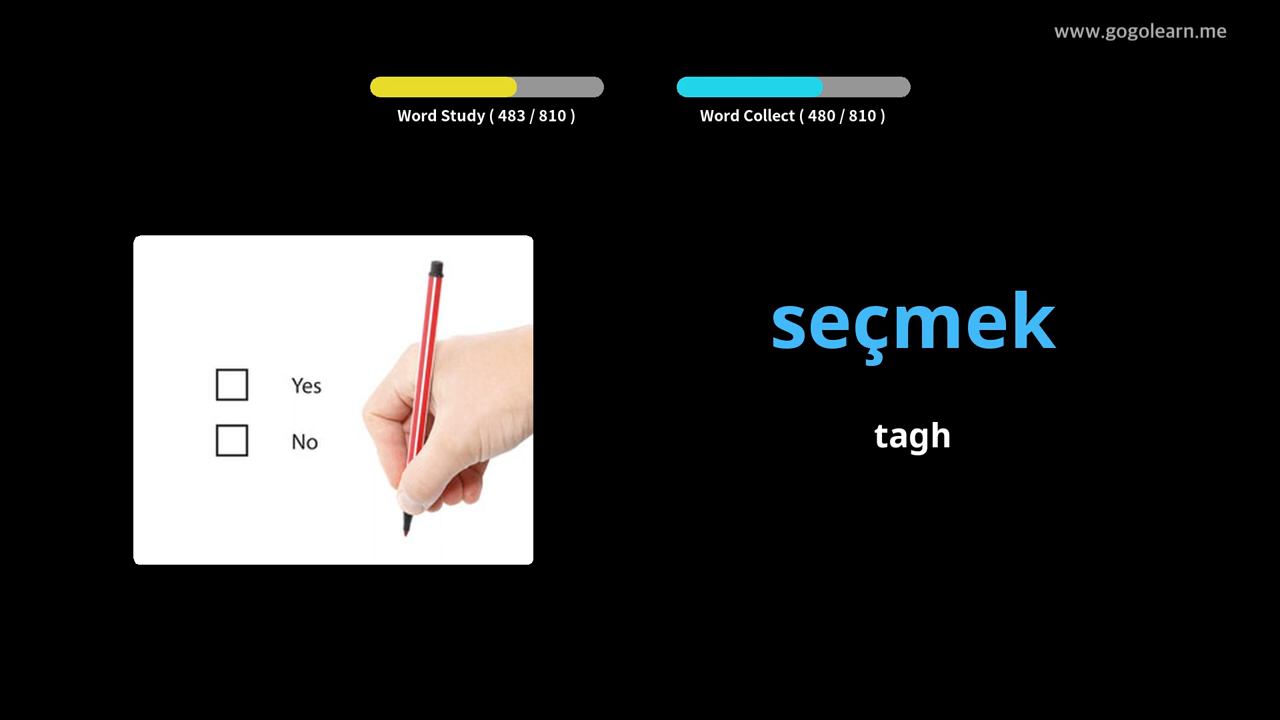 www.gogolearn.me
Word Study ( 483 / 810 )
Word Collect ( 480 / 810 )
seçmek
tagh
Yes
No